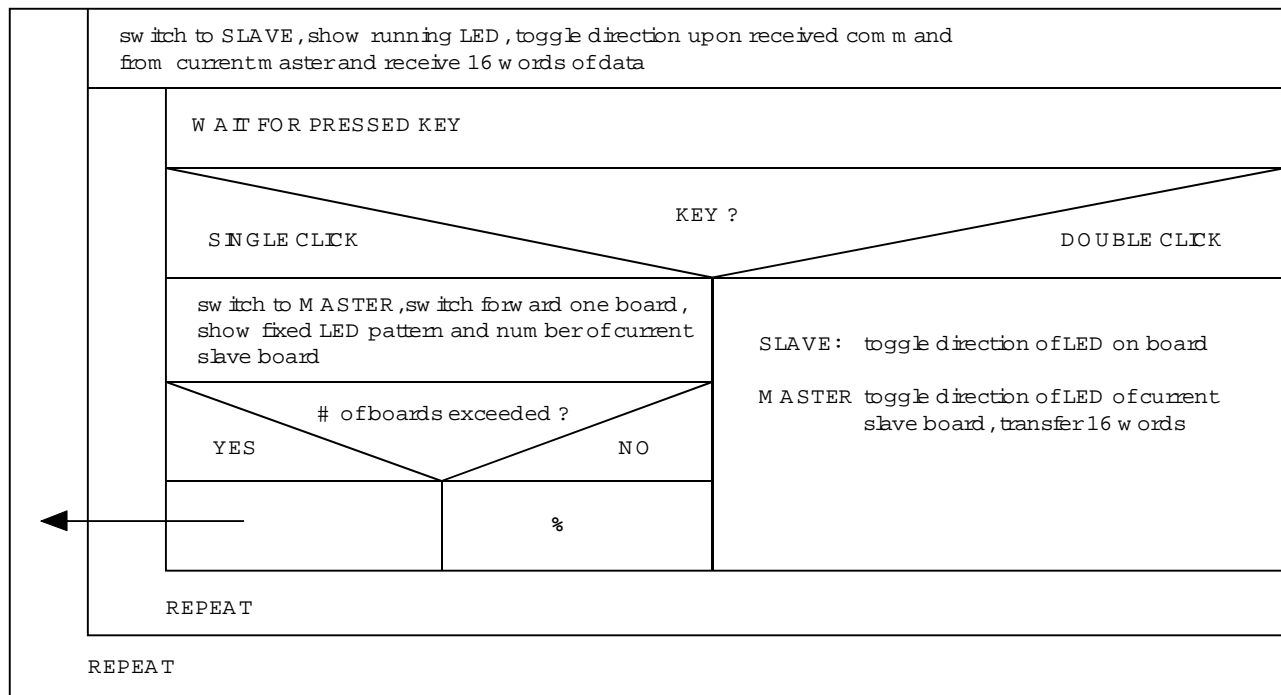 switch to SLAVE, show running LED, toggle direction upon received command
from current master and receive 16 words of data
WAIT FOR PRESSED KEY
KEY ?
SINGLE CLICK
DOUBLE CLICK
switch to MASTER, switch forward one board,
show fixed LED pattern and number of current
slave board
SLAVE: toggle direction of LED on board
MASTER toggle direction of LED of current
slave board, transfer 16 words
# of boards exceeded ?
YES
NO
%
REPEAT
REPEAT